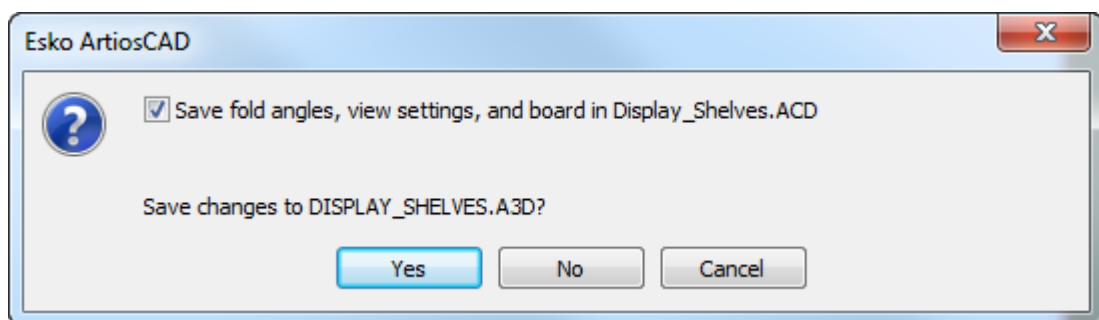 Esko ArtiosCAD
Save fold angles, view settings, and board in Display_Shelves.ACD
Save changes to DISPLAY_SHELVES.A3D?
Yes
No
Cancel